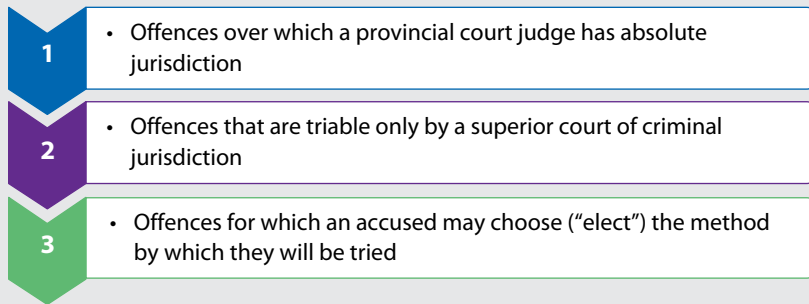 1
• Offences over which a provincial court judge has absolute
jurisdiction
2
• Offences that are triable only by a superior court of criminal
jurisdiction
3
• Offences for which an accused may choose (“elect”) the method
by which they will be tried